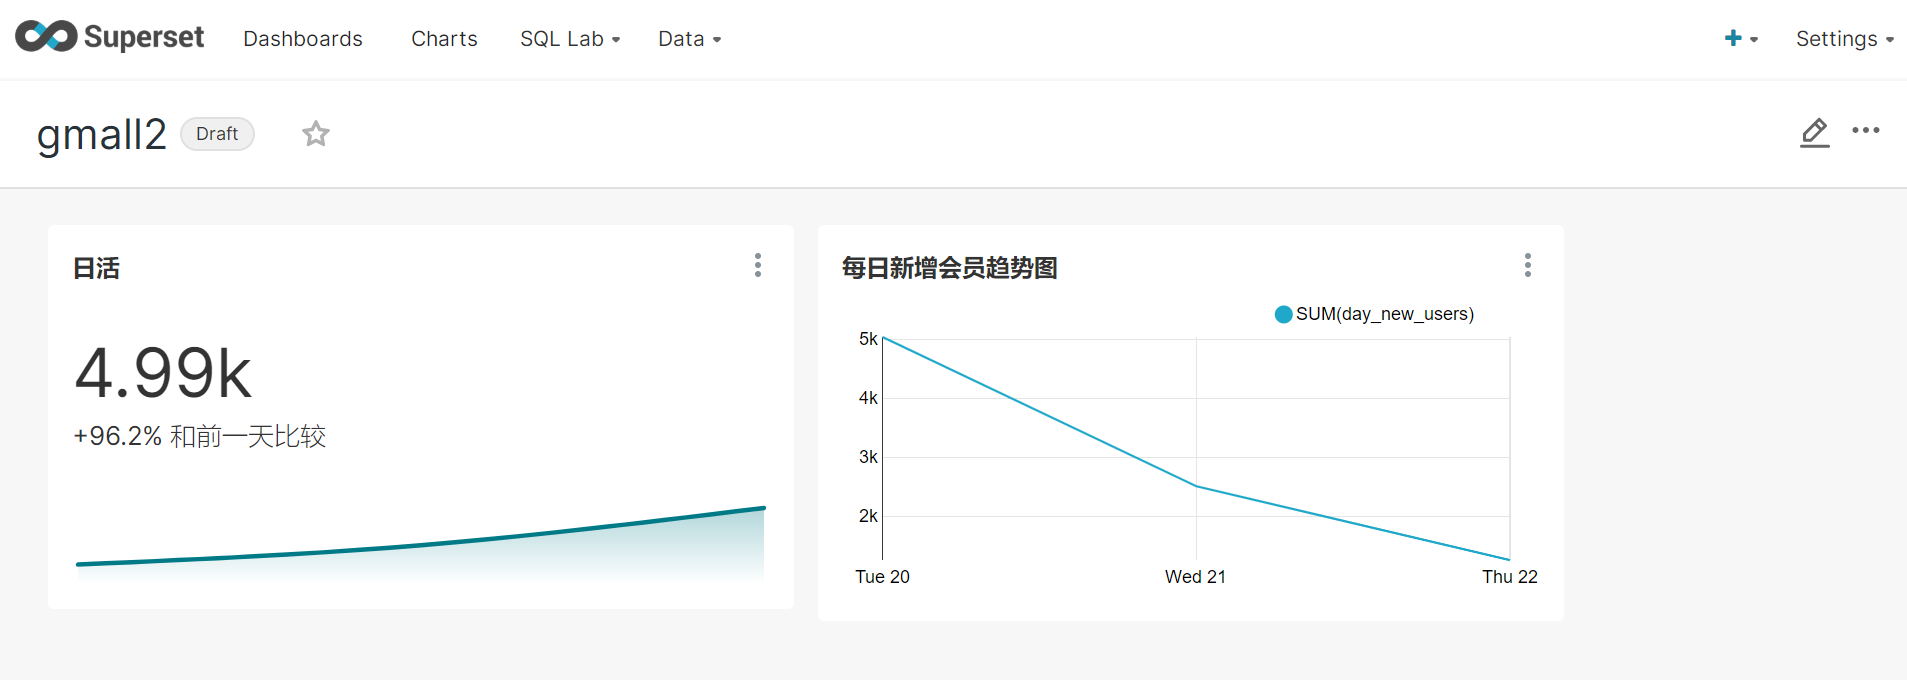 Superset Dashboards Charts SQL Lab Data Settings
gmall2 Draft
日活
4.99k
+96.2% 和前一天比较
每日新增会员趋势图
SUM(day_new_users)
5k
4k
3k
2k
Tue 20 Wed 21 Thu 22